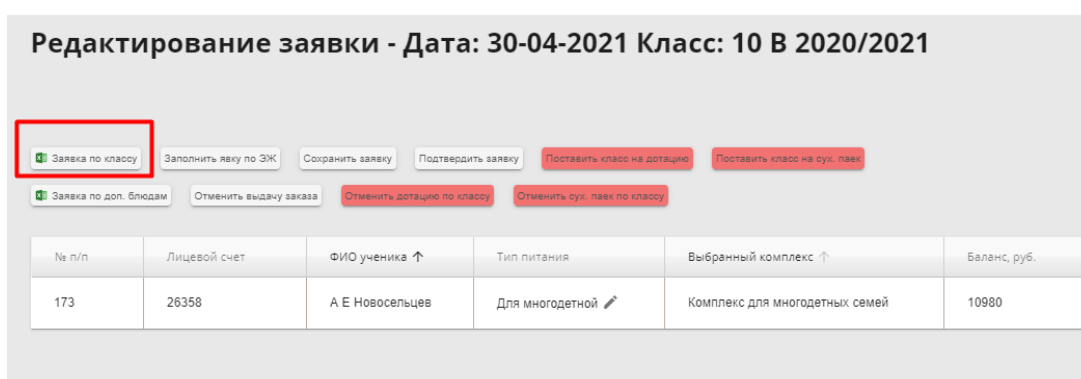 Редактирование заявки - Дата: 30-04-2021 Класс: 10 В 2020/2021
Заявка по классу Заполнить явку по ЭЖ Сохранить заявку Подтвердить заявку Поставить класс на дотацию Поставить класс на сух. паек
Заявка по доп. блюдам Отменить выдачу заказа Отменить дотацию по классу Отменить сух. паек по классу
№ п/п Лицевой счет ФИО ученика ↑ Тип питания Выбранный комплекс ↑ Баланс, руб.
173 26358 А Е Новосельцев Для многодетной Комплекс для многодетных семей 10980